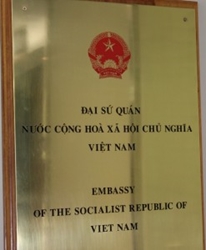 ĐẠI SỨ QUÁN
NƯỚC CỘNG HOÀ XÃ HỘI CHỦ NGHĨA
VIỆT NAM
EMBASSY
OF THE SOCIALIST REPUBLIC OF
VIET NAM